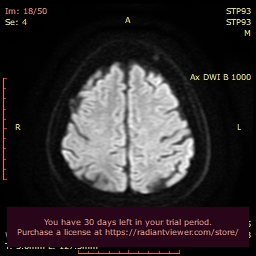 Im: 18/50
Se: 4
STP93
STP93
M
A
Ax DWI B 1000
R
L
You have 30 days left in your trial period.
Purchase a license at https://radiantviewer.com/store/